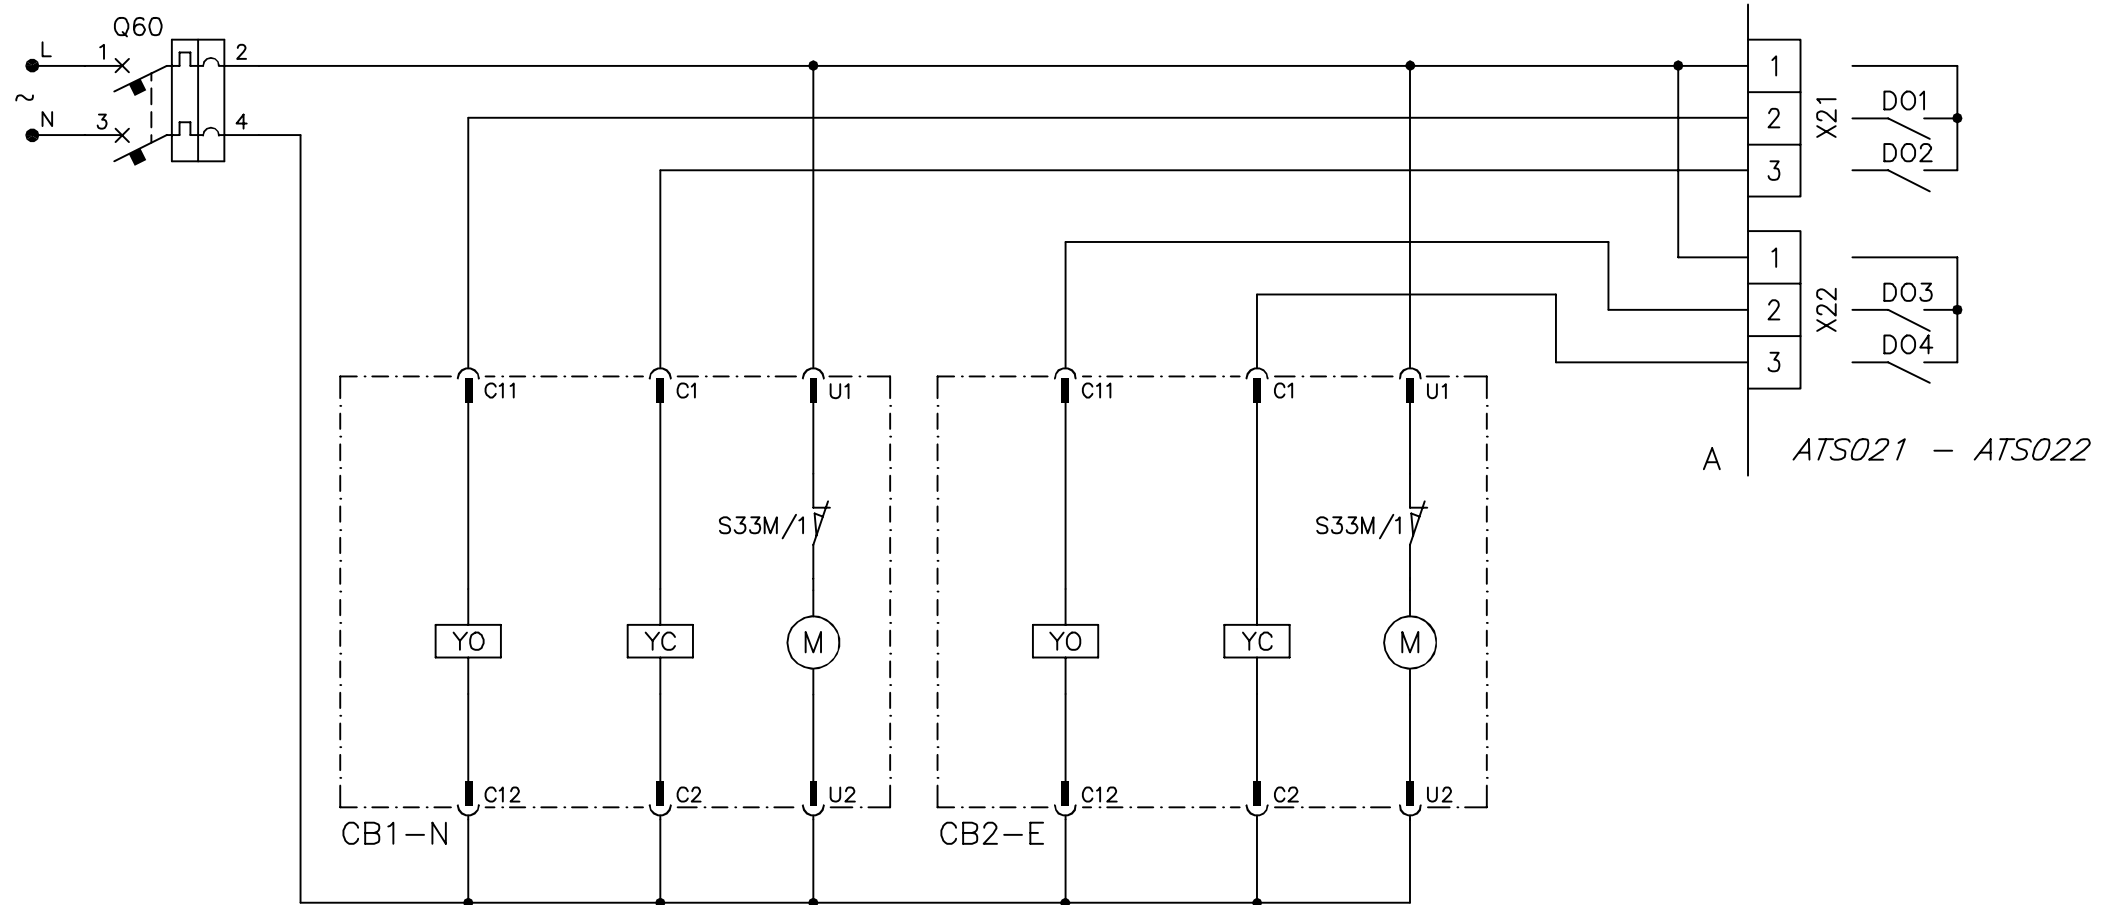 Q60
L
1
2
~
N
3
4
1
2
3
X21
DO1
DO2
1
2
3
X22
DO3
DO4
C11
C1
U1
C11
C1
U1
A
ATS021 – ATS022
S33M/1
S33M/1
YO
YC
M
YO
YC
M
C12
C2
U2
C12
C2
U2
CB1–N
CB2–E